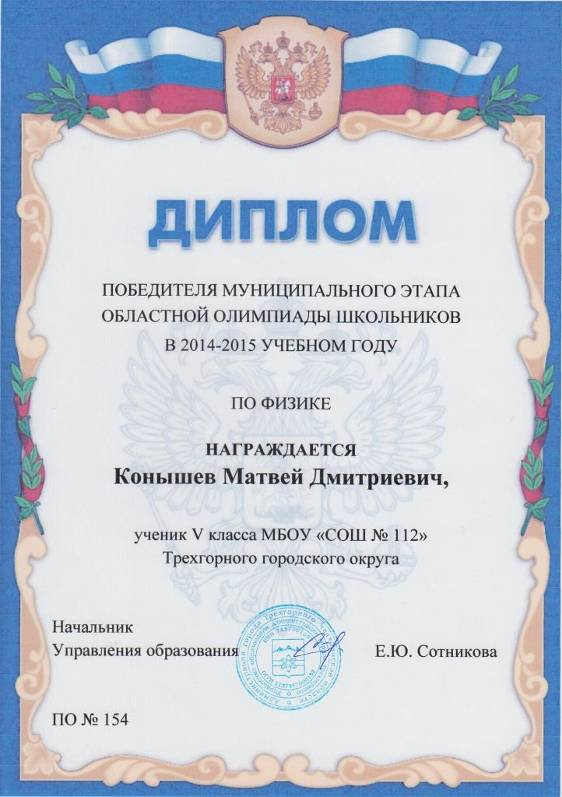 ДИПЛОМ
ПОБЕДИТЕЛЯ МУНИЦИПАЛЬНОГО ЭТАПА
ОБЛАСТНОЙ ОЛИМПИАДЫ ШКОЛЬНИКОВ
В 2014-2015 УЧЕБНОМ ГОДУ
ПО ФИЗИКЕ
НАГРАЖДАЕТСЯ
Конышев Матвей Дмитриевич,
ученик V класса МБОУ «СОШ № 112»
Трехгорного городского округа
Начальник
Управления образования
Е.Ю. Сотникова
ПО № 154